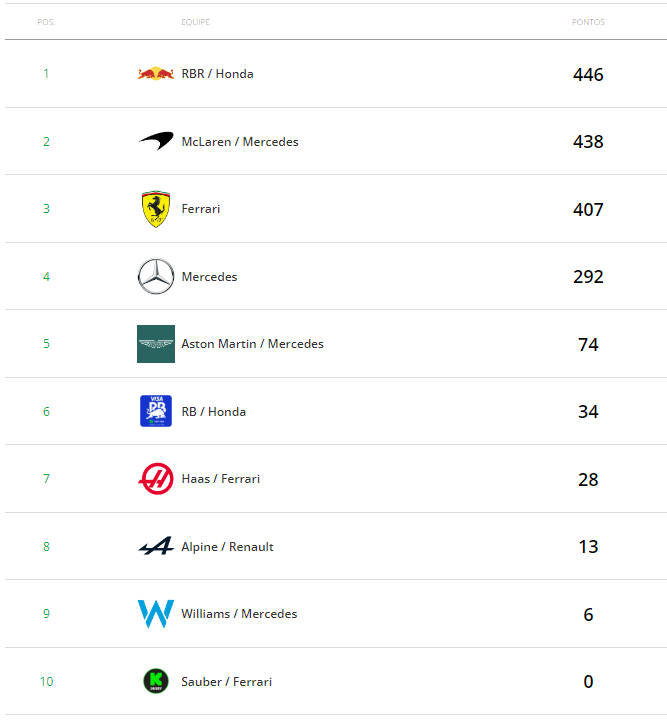 POS. EQUIPE PONTOS
1 RBR / Honda 446
2 McLaren / Mercedes 438
3 Ferrari 407
4 Mercedes 292
5 Aston Martin / Mercedes 74
VISA
6 RB / Honda 34
7 Haas / Ferrari 28
8 Alpine / Renault 13
9 Williams / Mercedes 6
10 K Sauber / Ferrari 0